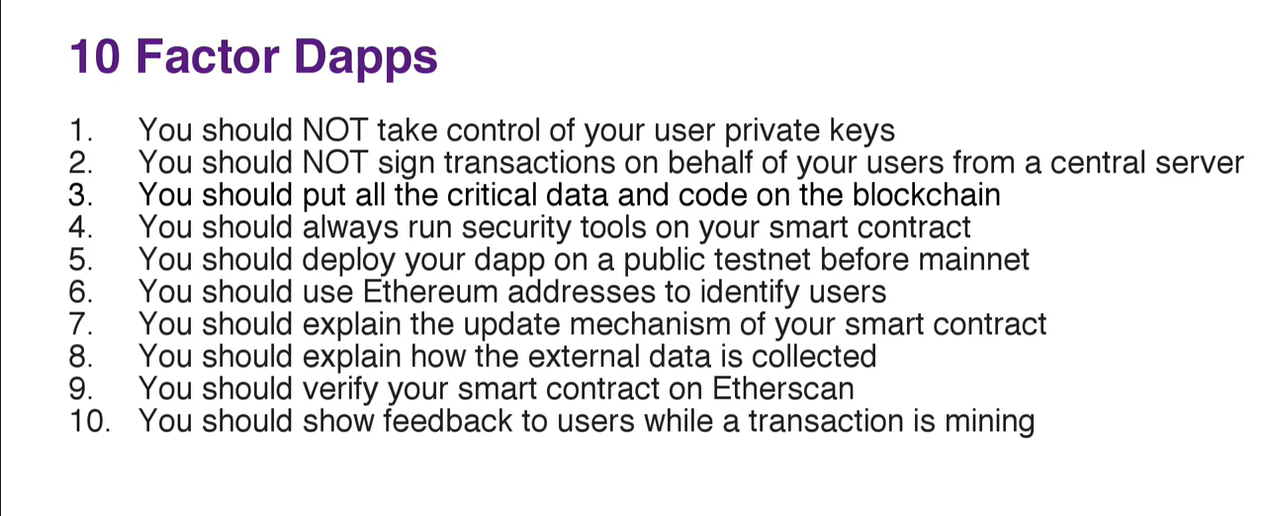 10 Factor Dapps
1. You should NOT take control of your user private keys
2. You should NOT sign transactions on behalf of your users from a central server
3. You should put all the critical data and code on the blockchain
4. You should always run security tools on your smart contract
5. You should deploy your dapp on a public testnet before mainnet
6. You should use Ethereum addresses to identify users
7. You should explain the update mechanism of your smart contract
8. You should explain how the external data is collected
9. You should verify your smart contract on Etherscan
10. You should show feedback to users while a transaction is mining